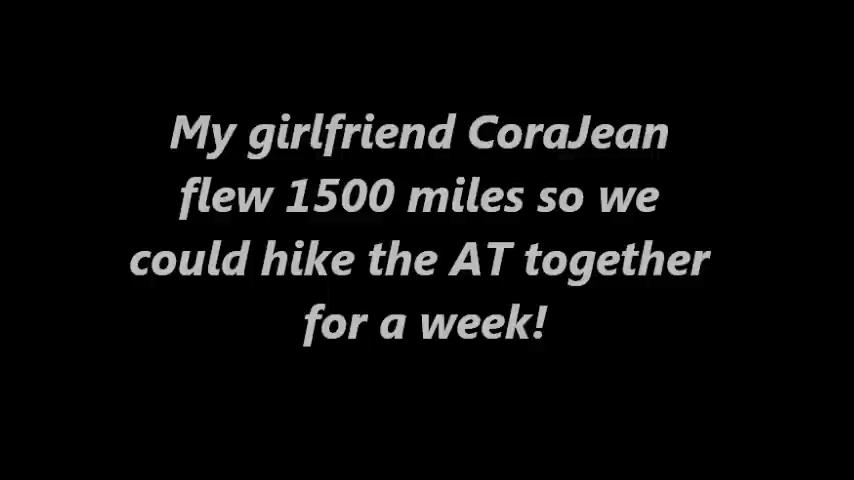 My girlfriend CoraJean
flew 1500 miles so we
could hike the AT together
for a week!